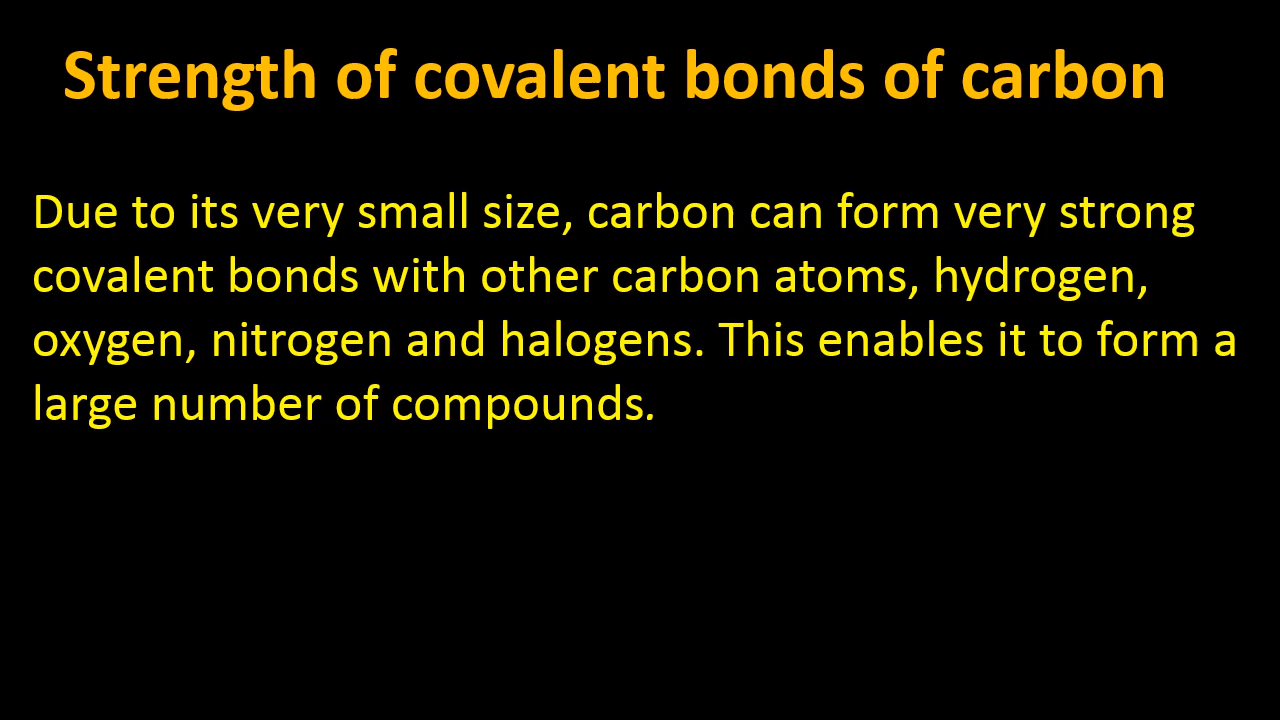 Strength of covalent bonds of carbon
Due to its very small size, carbon can form very strong
covalent bonds with other carbon atoms, hydrogen,
oxygen, nitrogen and halogens. This enables it to form a
large number of compounds.